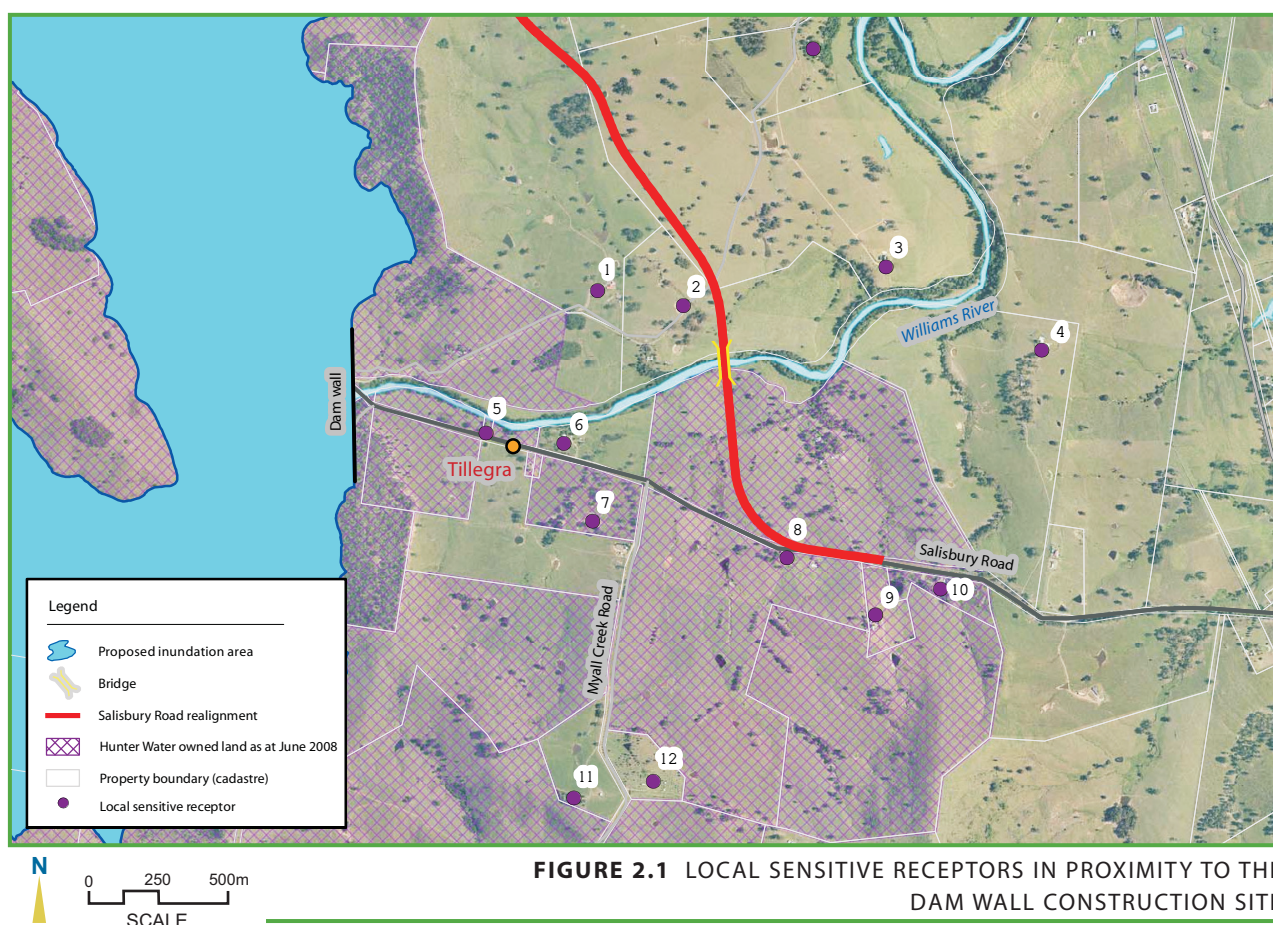 1
2
3
Williams River
4
Dam wall
5
6
Tillegra
7
8
Salisbury Road
9
10
Myall Creek Road
11
12
Legend
Proposed inundation area
Bridge
Salisbury Road realignment
Hunter Water owned land as at June 2008
Property boundary (cadastre)
Local sensitive receptor
N
0 250 500m
SCALE
FIGURE 2.1 LOCAL SENSITIVE RECEPTORS IN PROXIMITY TO THE
DAM WALL CONSTRUCTION SITE